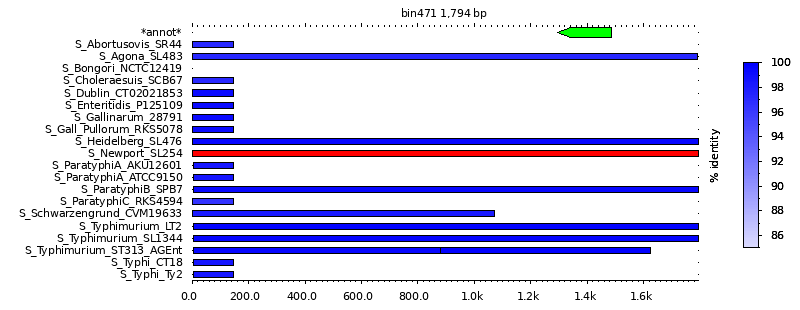 bin471 1,794 bp
*annot*
S_Abortusovis_SR44
S_Agona_SL483
S_Bongori_NCTC12419
S_Choleraesuis_SCB67
S_Dublin_CT02021853
S_Enteritidis_P125109
S_Gallinarum_28791
S_Gall_Pullorum_RKS5078
S_Heidelberg_SL476
S_Newport_SL254
S_ParatyphiA_AKU12601
S_ParatyphiA_ATCC9150
S_ParatyphiB_SPB7
S_ParatyphiC_RKS4594
S_Schwarzengrund_CVM19633
S_Typhimurium_LT2
S_Typhimurium_SL1344
S_Typhimurium_ST313_AGEnt
S_Typhi_CT18
S_Typhi_Ty2
0.0 200.0 400.0 600.0 800.0 1.0k 1.2k 1.4k 1.6k
% identity
100
98
96
94
92
90
88
86